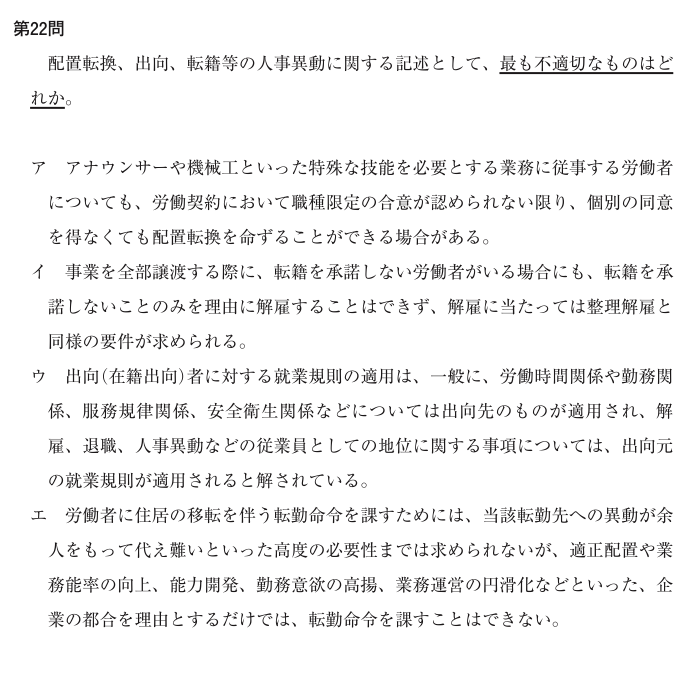 第22問
配置転換、出向、転籍等の人事異動に関する記述として、最も不適切なものはど
れか。
ア　アナウンサーや機械工といった特殊な技能を必要とする業務に従事する労働者
についても、労働契約において職種限定の合意が認められない限り、個別の同意
を得なくても配置転換を命ずることができる場合がある。
イ　事業を全部譲渡する際に、転籍を承諾しない労働者がいる場合にも、転籍を承
諾しないことのみを理由に解雇することはできず、解雇に当たっては整理解雇と
同様の要件が求められる。
ウ　出向(在籍出向)者に対する就業規則の適用は、一般に、労働時間関係や勤務関
係、服務規律関係、安全衛生関係などについては出向先のものが適用され、解
雇、退職、人事異動などの従業員としての地位に関する事項については、出向元
の就業規則が適用されると解されている。
エ　労働者に住居の移転を伴う転勤命令を課すためには、当該転勤先への異動が余
人をもって代え難いといった高度の必要性までは求められないが、適正配置や業
務能率の向上、能力開発、勤務意欲の高揚、業務運営の円滑化などといった、企
業の都合を理由とするだけでは、転勤命令を課すことはできない。